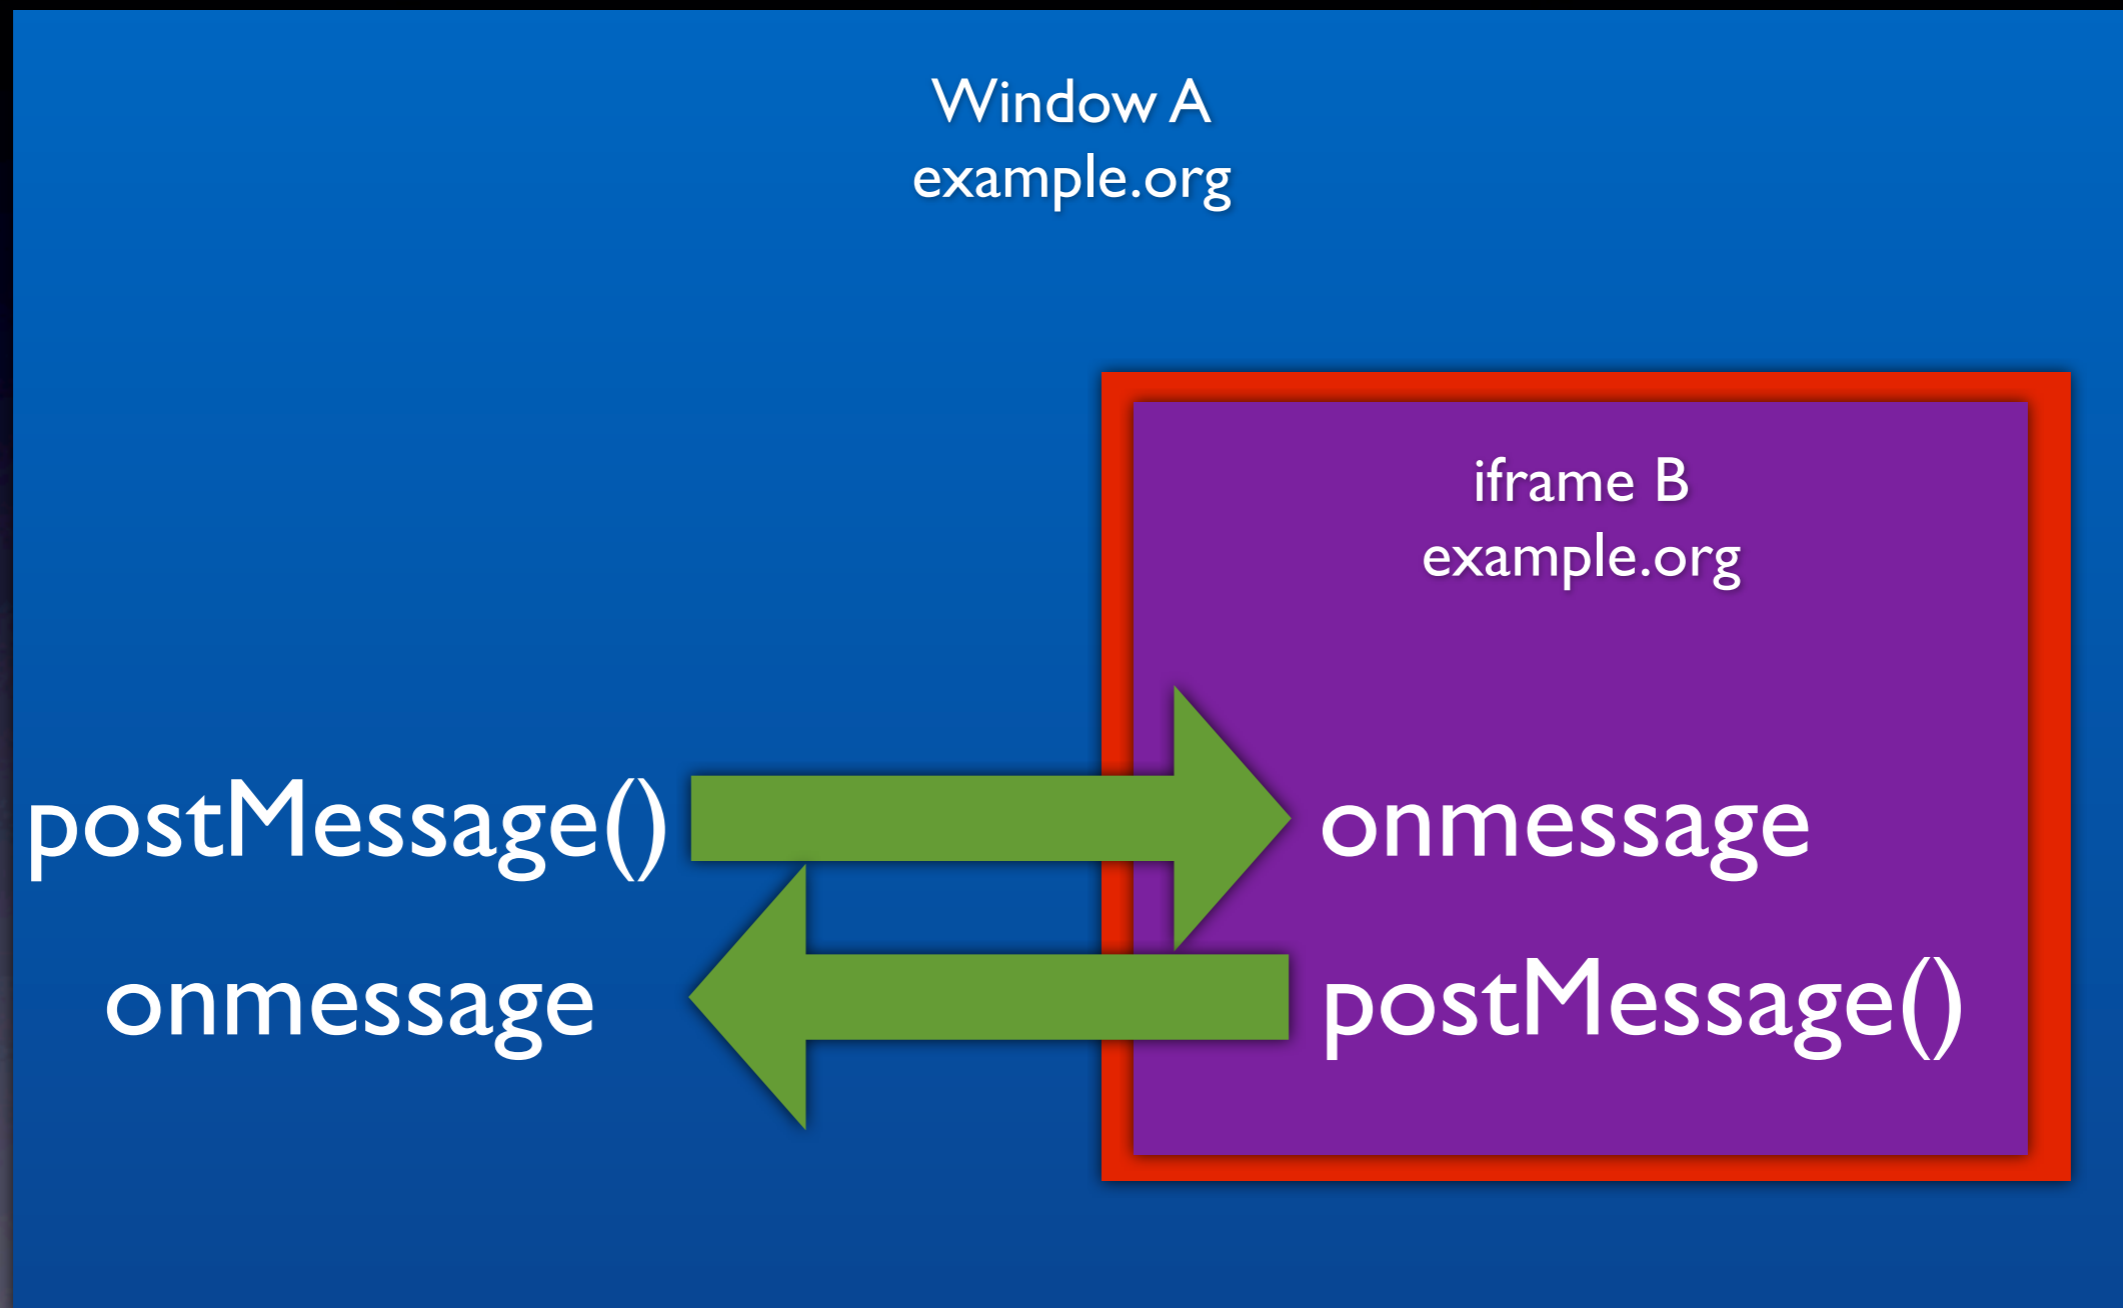 Window A
example.org
iframe B
example.org
postMessage() onmessage
onmessage postMessage()